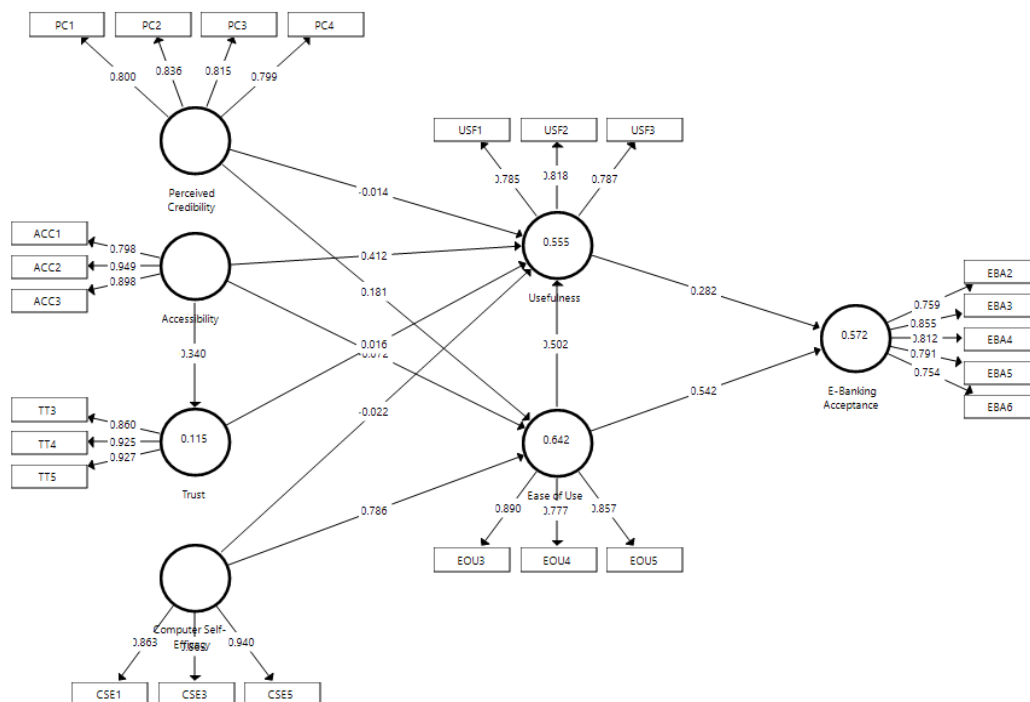 PC1
PC2
PC3
PC4
0.800
0.836
0.815
0.799
USF1
USF2
USF3
Perceived
Credibility
-0.014
0.785
0.818
0.787
ACC1
ACC2
ACC3
0.798
0.949
0.898
0.555
0.412
Usefulness
0.181
Accessibility
0.282
EBA2
EBA3
EBA4
EBA5
EBA6
0.759
0.855
0.812
0.791
0.754
0.572
E-Banking
Acceptance
0.340
0.016
0.502
0.542
-0.022
TT3
TT4
TT5
0.860
0.925
0.927
0.115
Trust
0.642
Ease of Use
0.786
0.890
0.777
0.857
EOU3
EOU4
EOU5
Computer Self-
Efficacy
0.863
0.940
CSE1
CSE3
CSE5